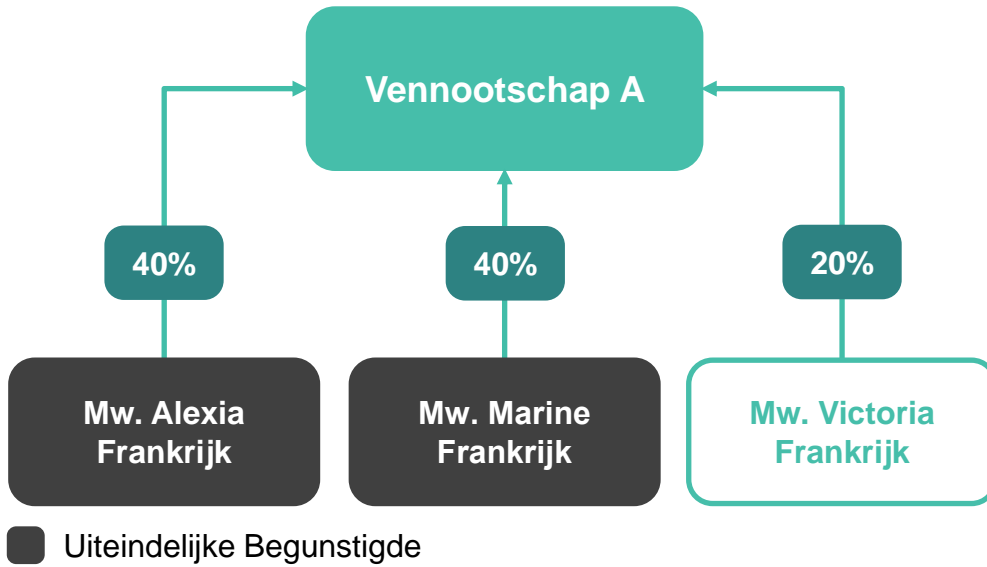 Vennootschap A
40%
40%
20%
Mw. Alexia
Frankrijk
Mw. Marine
Frankrijk
Mw. Victoria
Frankrijk
Uiteindelijke Begunstigde